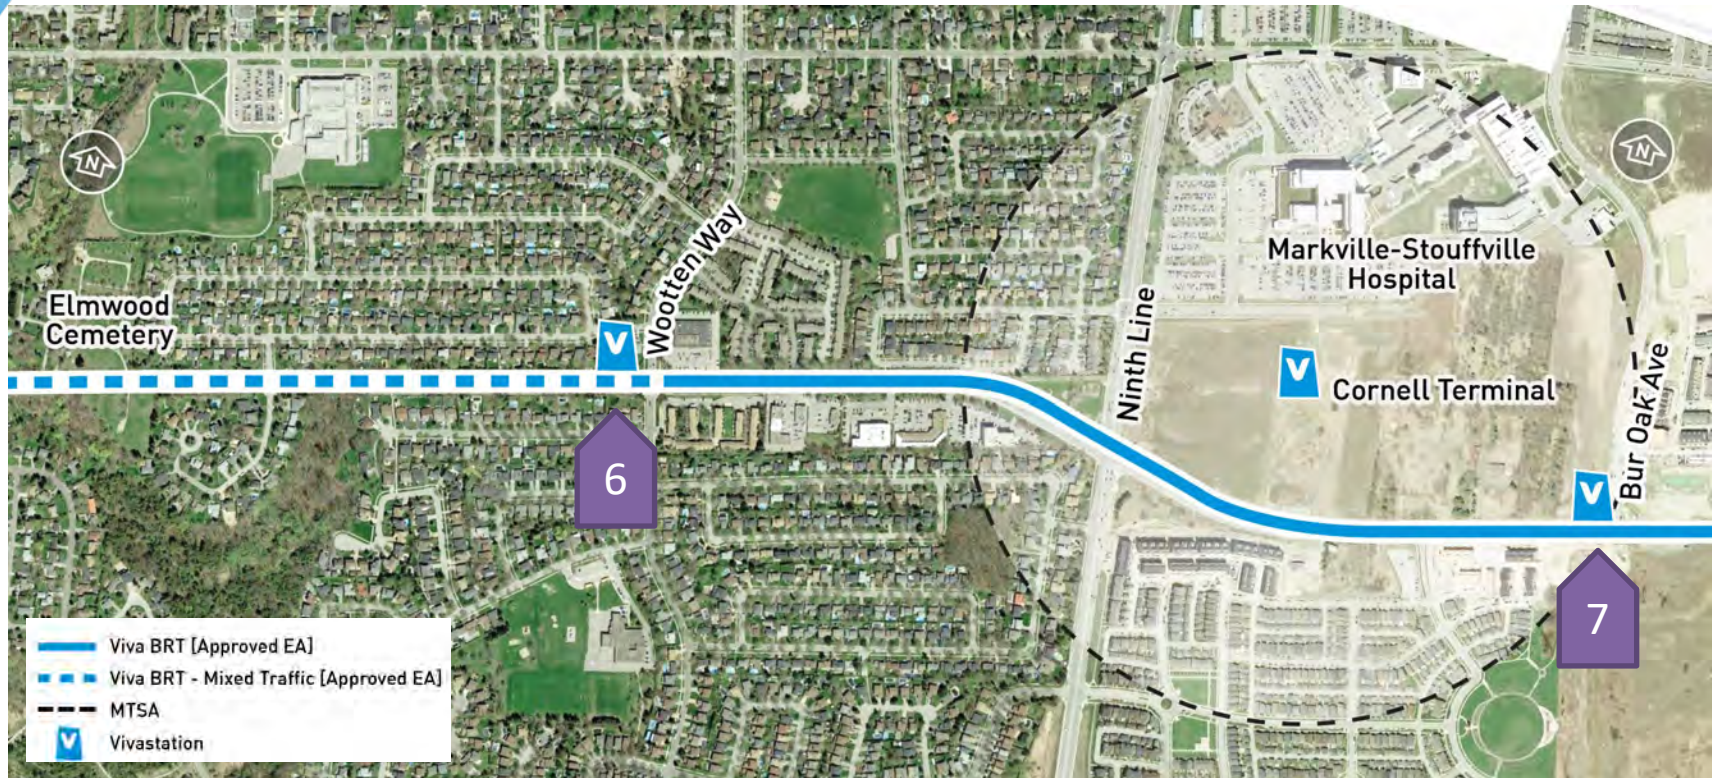 N
N
Wootten Way
Markville-Stouffville
Hospital
Elmwood
Cemetery
V
Ninth Line
V
Cornell Terminal
Bur Oak Ave
6
V
7
Viva BRT [Approved EA]
Viva BRT - Mixed Traffic [Approved EA]
MTSA
V
Vivastation